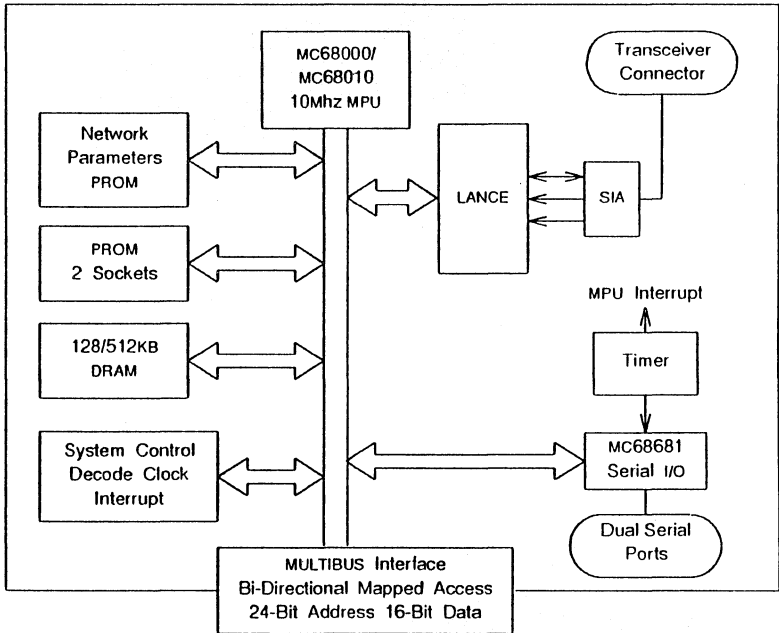 MC68000/
MC68010
10Mhz MPU
Transceiver
Connector
Network
Parameters
PROM
LANCE
SIA
PROM
2 Sockets
MPU Interrupt
128/512KB
DRAM
Timer
System Control
Decode Clock
Interrupt
MC68681
Serial I/O
Dual Serial
Ports
MULTIBUS Interface
Bi-Directional Mapped Access
24-Bit Address 16-Bit Data